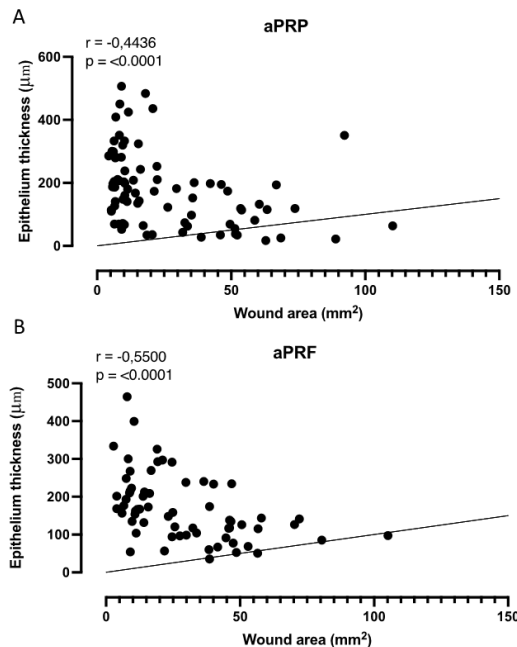 A
aPRP
r = -0,4436
p = <0.0001
Epithelium thickness (μm)
600
400
200
0
0 50 100 150
Wound area (mm²)
B
aPRF
r = -0,5500
p = <0.0001
Epithelium thickness (μm)
500
400
300
200
100
0
0 50 100 150
Wound area (mm²)